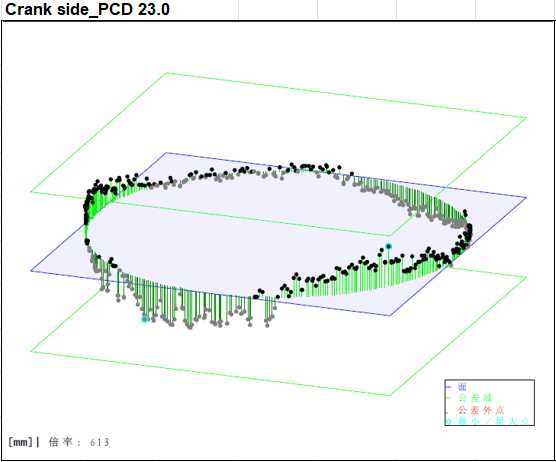 Crank side_PCD 23.0
面
公差域
公差外点
最小／最大点
[mm]| 倍率: 613